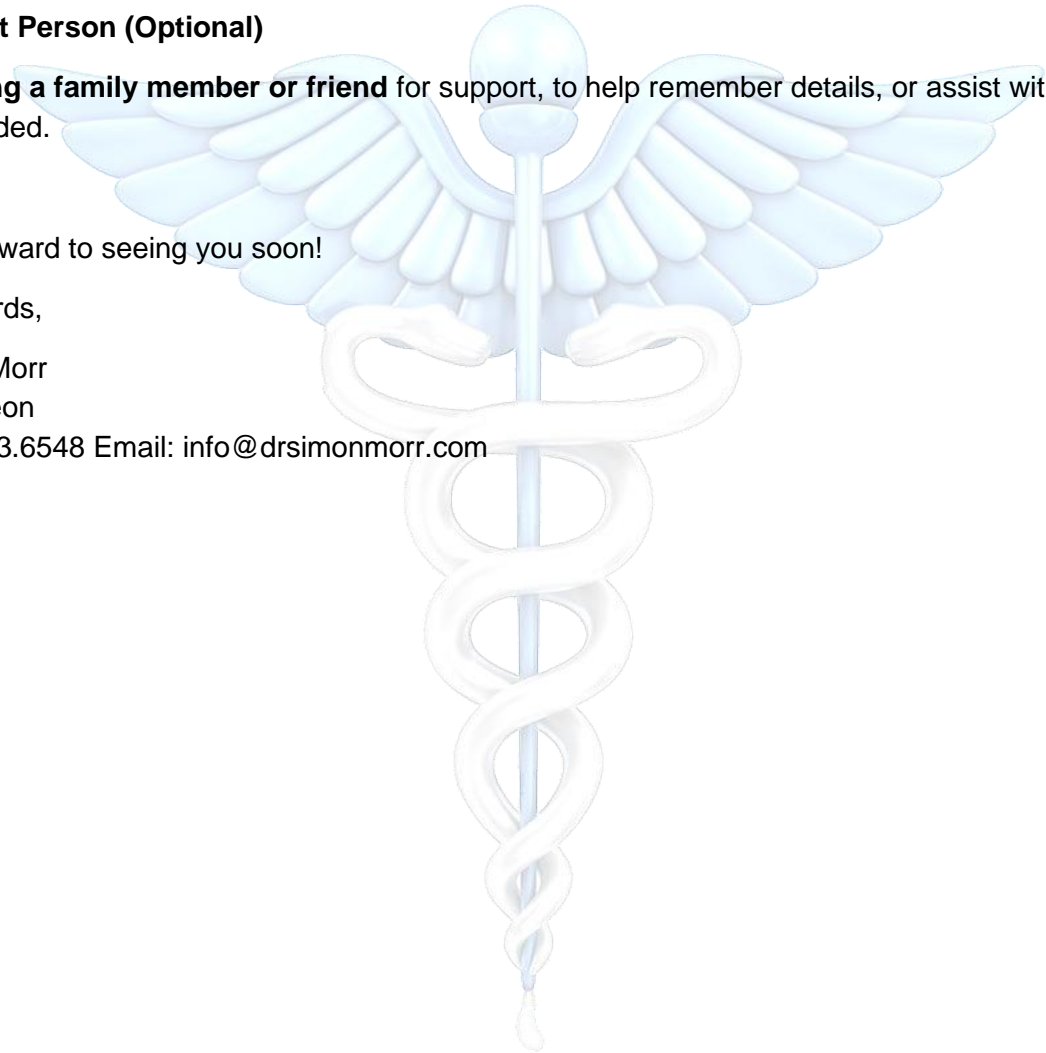 t Person (Optional)
ng a family member or friend for support, to help remember details, or assist wit
ded.
ward to seeing you soon!
rds,
Morr
eon
3.6548 Email: info@drsimonmorr.com